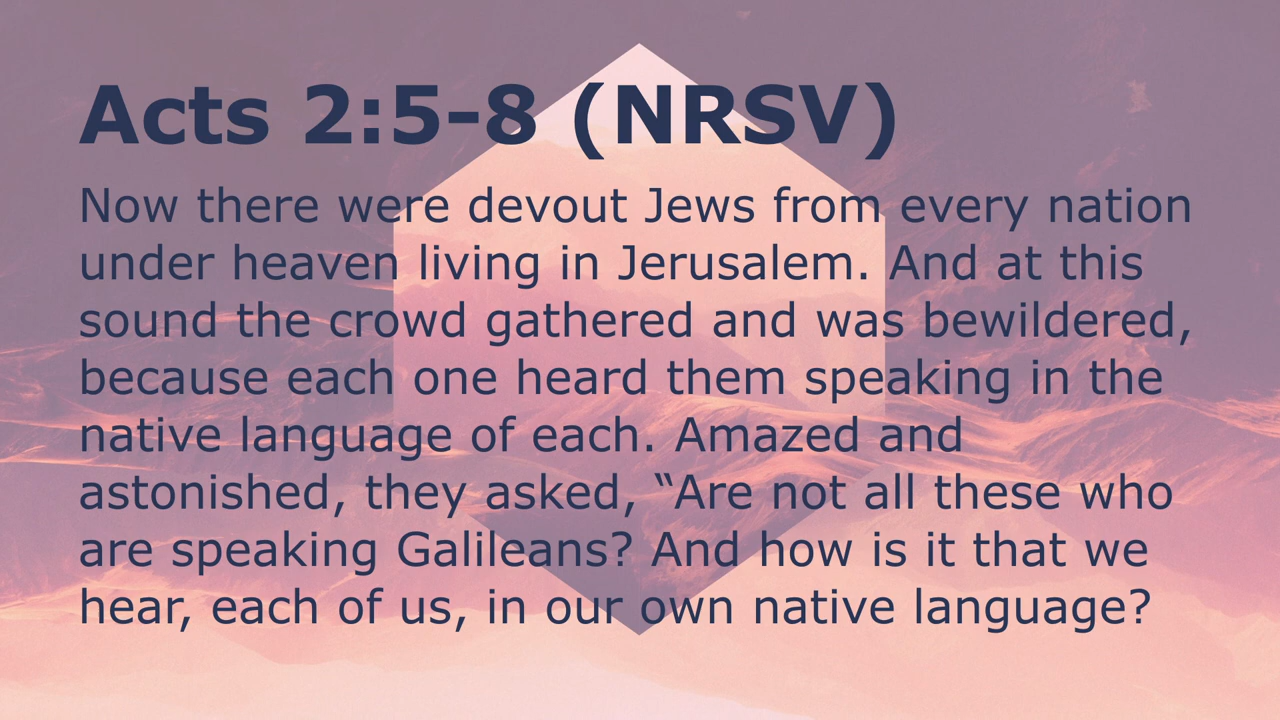 Acts 2:5-8 (NRSV)
Now there were devout Jews from every nation
under heaven living in Jerusalem. And at this
sound the crowd gathered and was bewildered,
because each one heard them speaking in the
native language of each. Amazed and
astonished, they asked, “Are not all these who
are speaking Galileans? And how is it that we
hear, each of us, in our own native language?